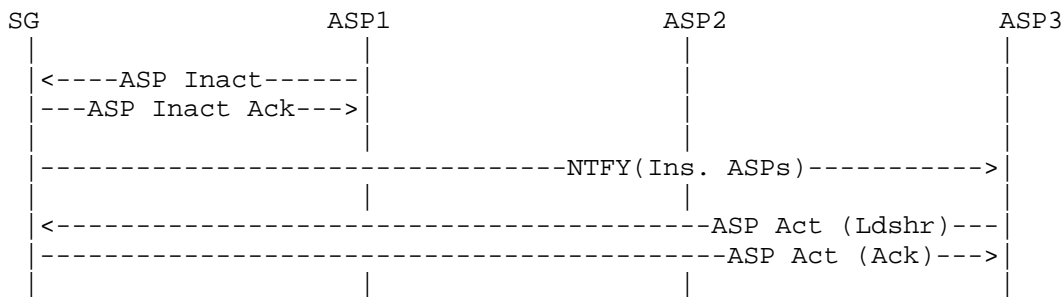 SG                   ASP1                ASP2                ASP3
 |                    |                   |                   |
 |<----ASP Inact------|                   |                   |
 |---ASP Inact Ack--->|                   |                   |
 |                    |                   |                   |
 |---------------------------------NTFY(Ins. ASPs)----------->|
 |                    |                   |                   |
 |<-----------------------------------------ASP Act (Ldshr)---|
 |------------------------------------------ASP Act (Ack)--->|
 |                    |                   |                   |